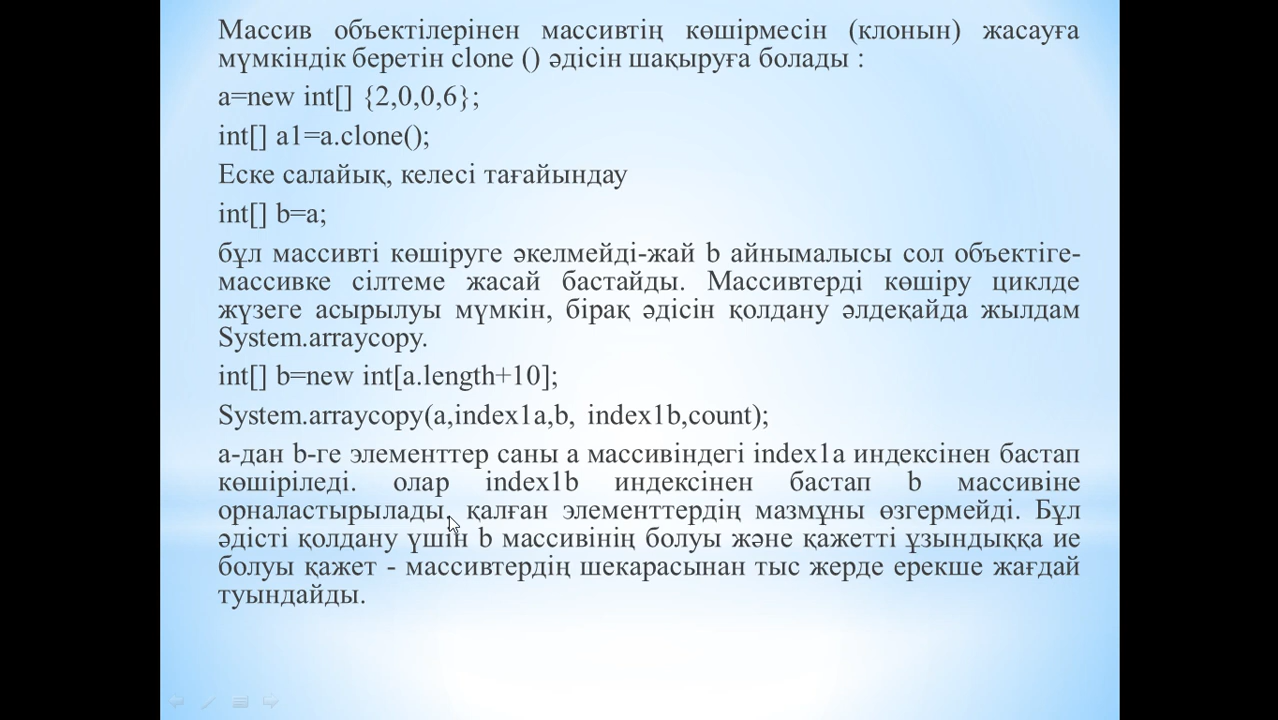 Массив объектілерінен массивтің көшірмесін (клонын) жасауға
мүмкіндік беретін clone () әдісін шақыруға болады :
a=new int[] {2,0,0,6};
int[] a1=a.clone();
Еске салайық, келесі тағайындау
int[] b=a;
бұл массивті көшіруге әкелмейді-жай b айнымалысы сол объектіге-
массивке сілтеме жасай бастайды. Массивтерді көшіру циклде
жүзеге асырылуы мүмкін, бірақ әдісін қолдану әлдеқайда жылдам
System.arraycopy.
int[] b=new int[a.length+10];
System.arraycopy(a,index1a,b, index1b,count);
a-дан b-ге элементтер саны a массивіндегі index1a индексінен бастап
көшіріледі. олар index1b индексінен бастап b массивіне
орналастырылады, қалған элементтердің мазмұны өзгермейді. Бұл
әдісті қолдану үшін b массивінің болуы және қажетті ұзындыққа ие
болуы қажет - массивтердің шекарасынан тыс жерде ерекше жағдай
туындайды.